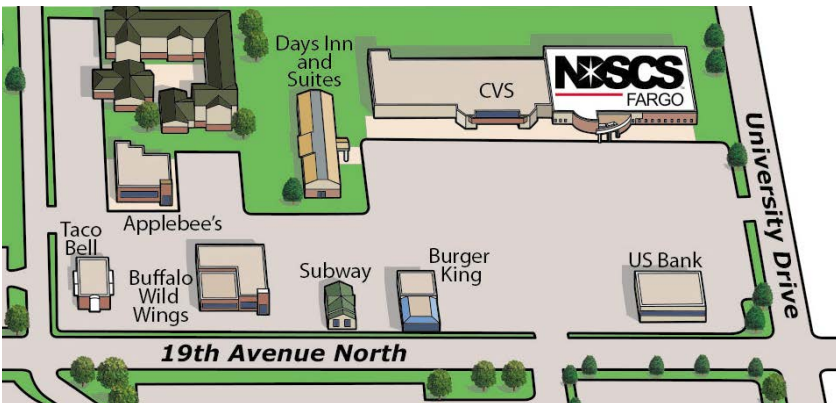 Days Inn
and
Suites
CVS
NDSCS
FARGO
University Drive
Applebee's
Taco
Bell
Buffalo
Wild
Wings
Subway
Burger
King
US Bank
19th Avenue North